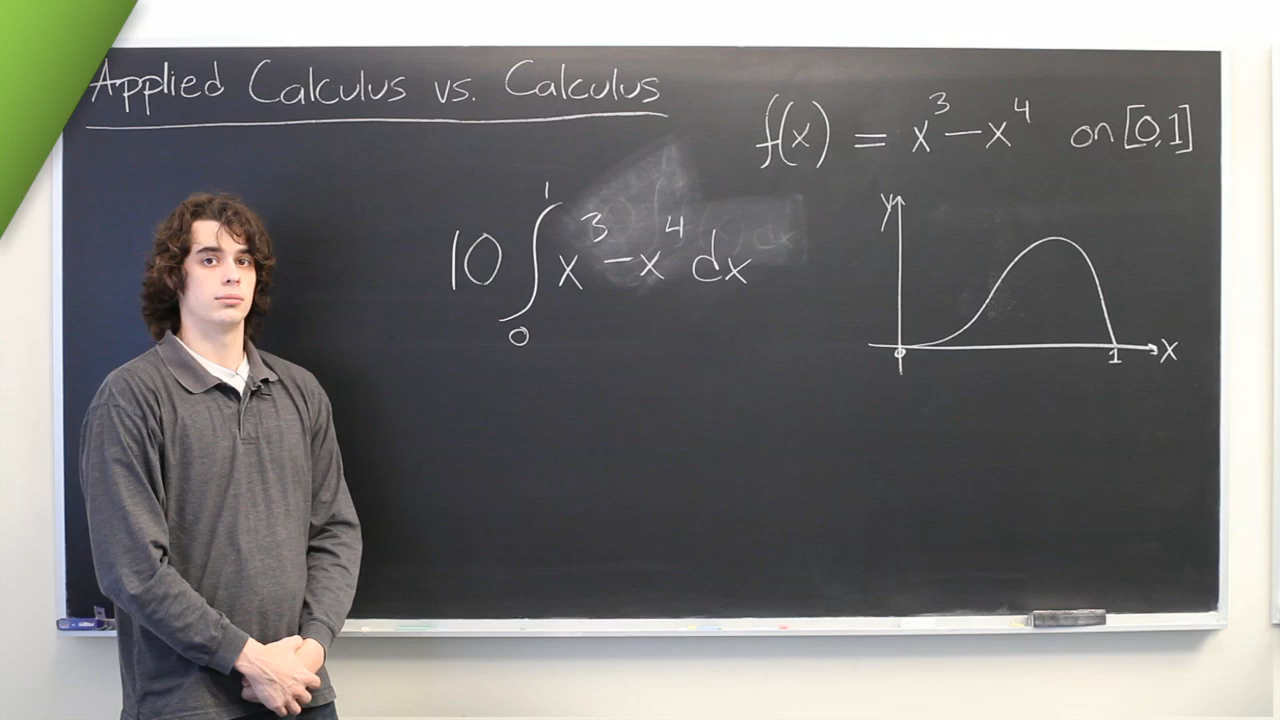 Applied Calculus vs. Calculus
f(x) = x³ – x⁴ on [0,1]
10 ∫₀¹ x³ – x⁴ dx
y
0 1 x